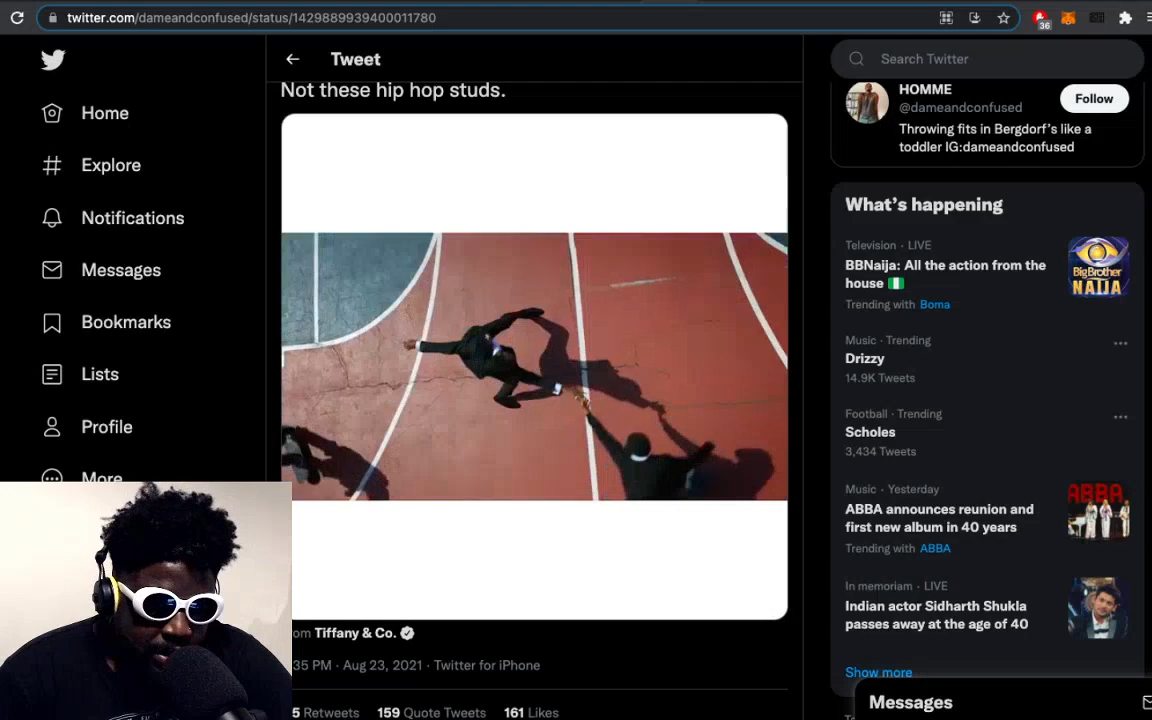 twitter.com/dameandconfused/status/1429889939400011780
36
Home
Explore
Notifications
Messages
Bookmarks
Lists
Profile
More
Tweet
Not these hip hop studs.
om Tiffany & Co.
35 PM · Aug 23, 2021 · Twitter for iPhone
5 Retweets 159 Quote Tweets 161 Likes
Search Twitter
HOMME
@dameandconfused
Follow
Throwing fits in Bergdorf's like a
toddler IG:dameandconfused
What's happening
Television · LIVE
BBNaija: All the action from the
house
Trending with Boma
BigBrother
NAIJA
Music · Trending
Drizzy
14.9K Tweets
Football · Trending
Scholes
3,434 Tweets
Music · Yesterday
ABBA announces reunion and
first new album in 40 years
Trending with ABBA
ABBA
In memoriam · LIVE
Indian actor Sidharth Shukla
passes away at the age of 40
Show more
Messages